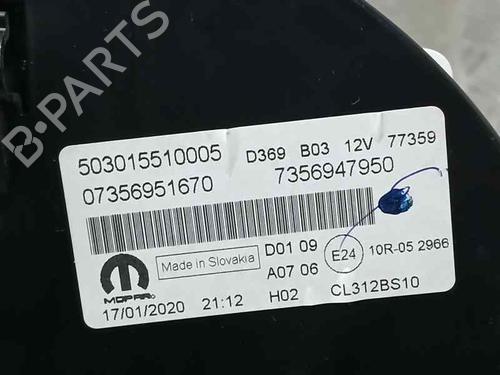 503015510005 D369 B03 12V 77359
07356951670 7356947950
D01 09
Made in Slovakia
E24 10R-05 2966
A07 06
MOPAR
17/01/2020 21:12 H02 CL312BS10
B-PARTS